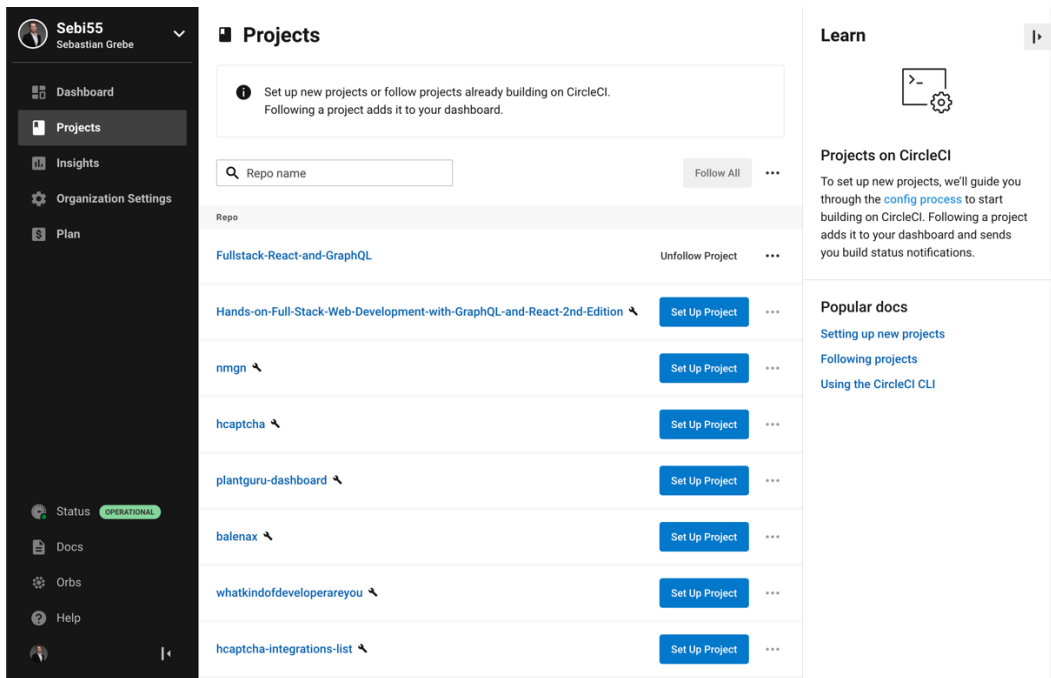 Sebi55
Sebastian Grebe
Dashboard
Projects
Insights
Organization Settings
Plan
Status OPERATIONAL
Docs
Orbs
Help
Projects
Set up new projects or follow projects already building on CircleCI.
Following a project adds it to your dashboard.
Repo name
Follow All
Repo
Fullstack-React-and-GraphQL
Unfollow Project
Hands-on-Full-Stack-Web-Development-with-GraphQL-and-React-2nd-Edition
Set Up Project
nmgn
Set Up Project
hcaptcha
Set Up Project
plantguru-dashboard
Set Up Project
balenax
Set Up Project
whatkindofdeveloperareyou
Set Up Project
hcaptcha-integrations-list
Set Up Project
Learn
Projects on CircleCI
To set up new projects, we'll guide you
through the config process to start
building on CircleCI. Following a project
adds it to your dashboard and sends
you build status notifications.
Popular docs
Setting up new projects
Following projects
Using the CircleCI CLI